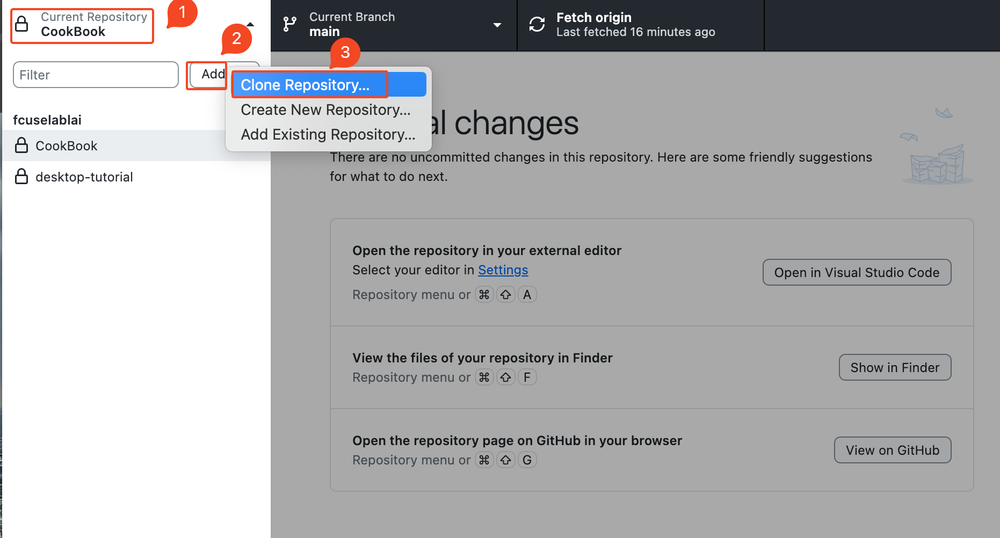 Current Repository
CookBook
1
2
Current Branch
main
Fetch origin
Last fetched 16 minutes ago
3
Filter
Add
Clone Repository...
Create New Repository...
Add Existing Repository...
fcuselablai
CookBook
desktop-tutorial
al changes
There are no uncommitted changes in this repository. Here are some friendly suggestions
for what to do next.
Open the repository in your external editor
Select your editor in Settings
Repository menu or ⌘ ⇧ A
Open in Visual Studio Code
View the files of your repository in Finder
Repository menu or ⌘ ⇧ F
Show in Finder
Open the repository page on GitHub in your browser
Repository menu or ⌘ ⇧ G
View on GitHub